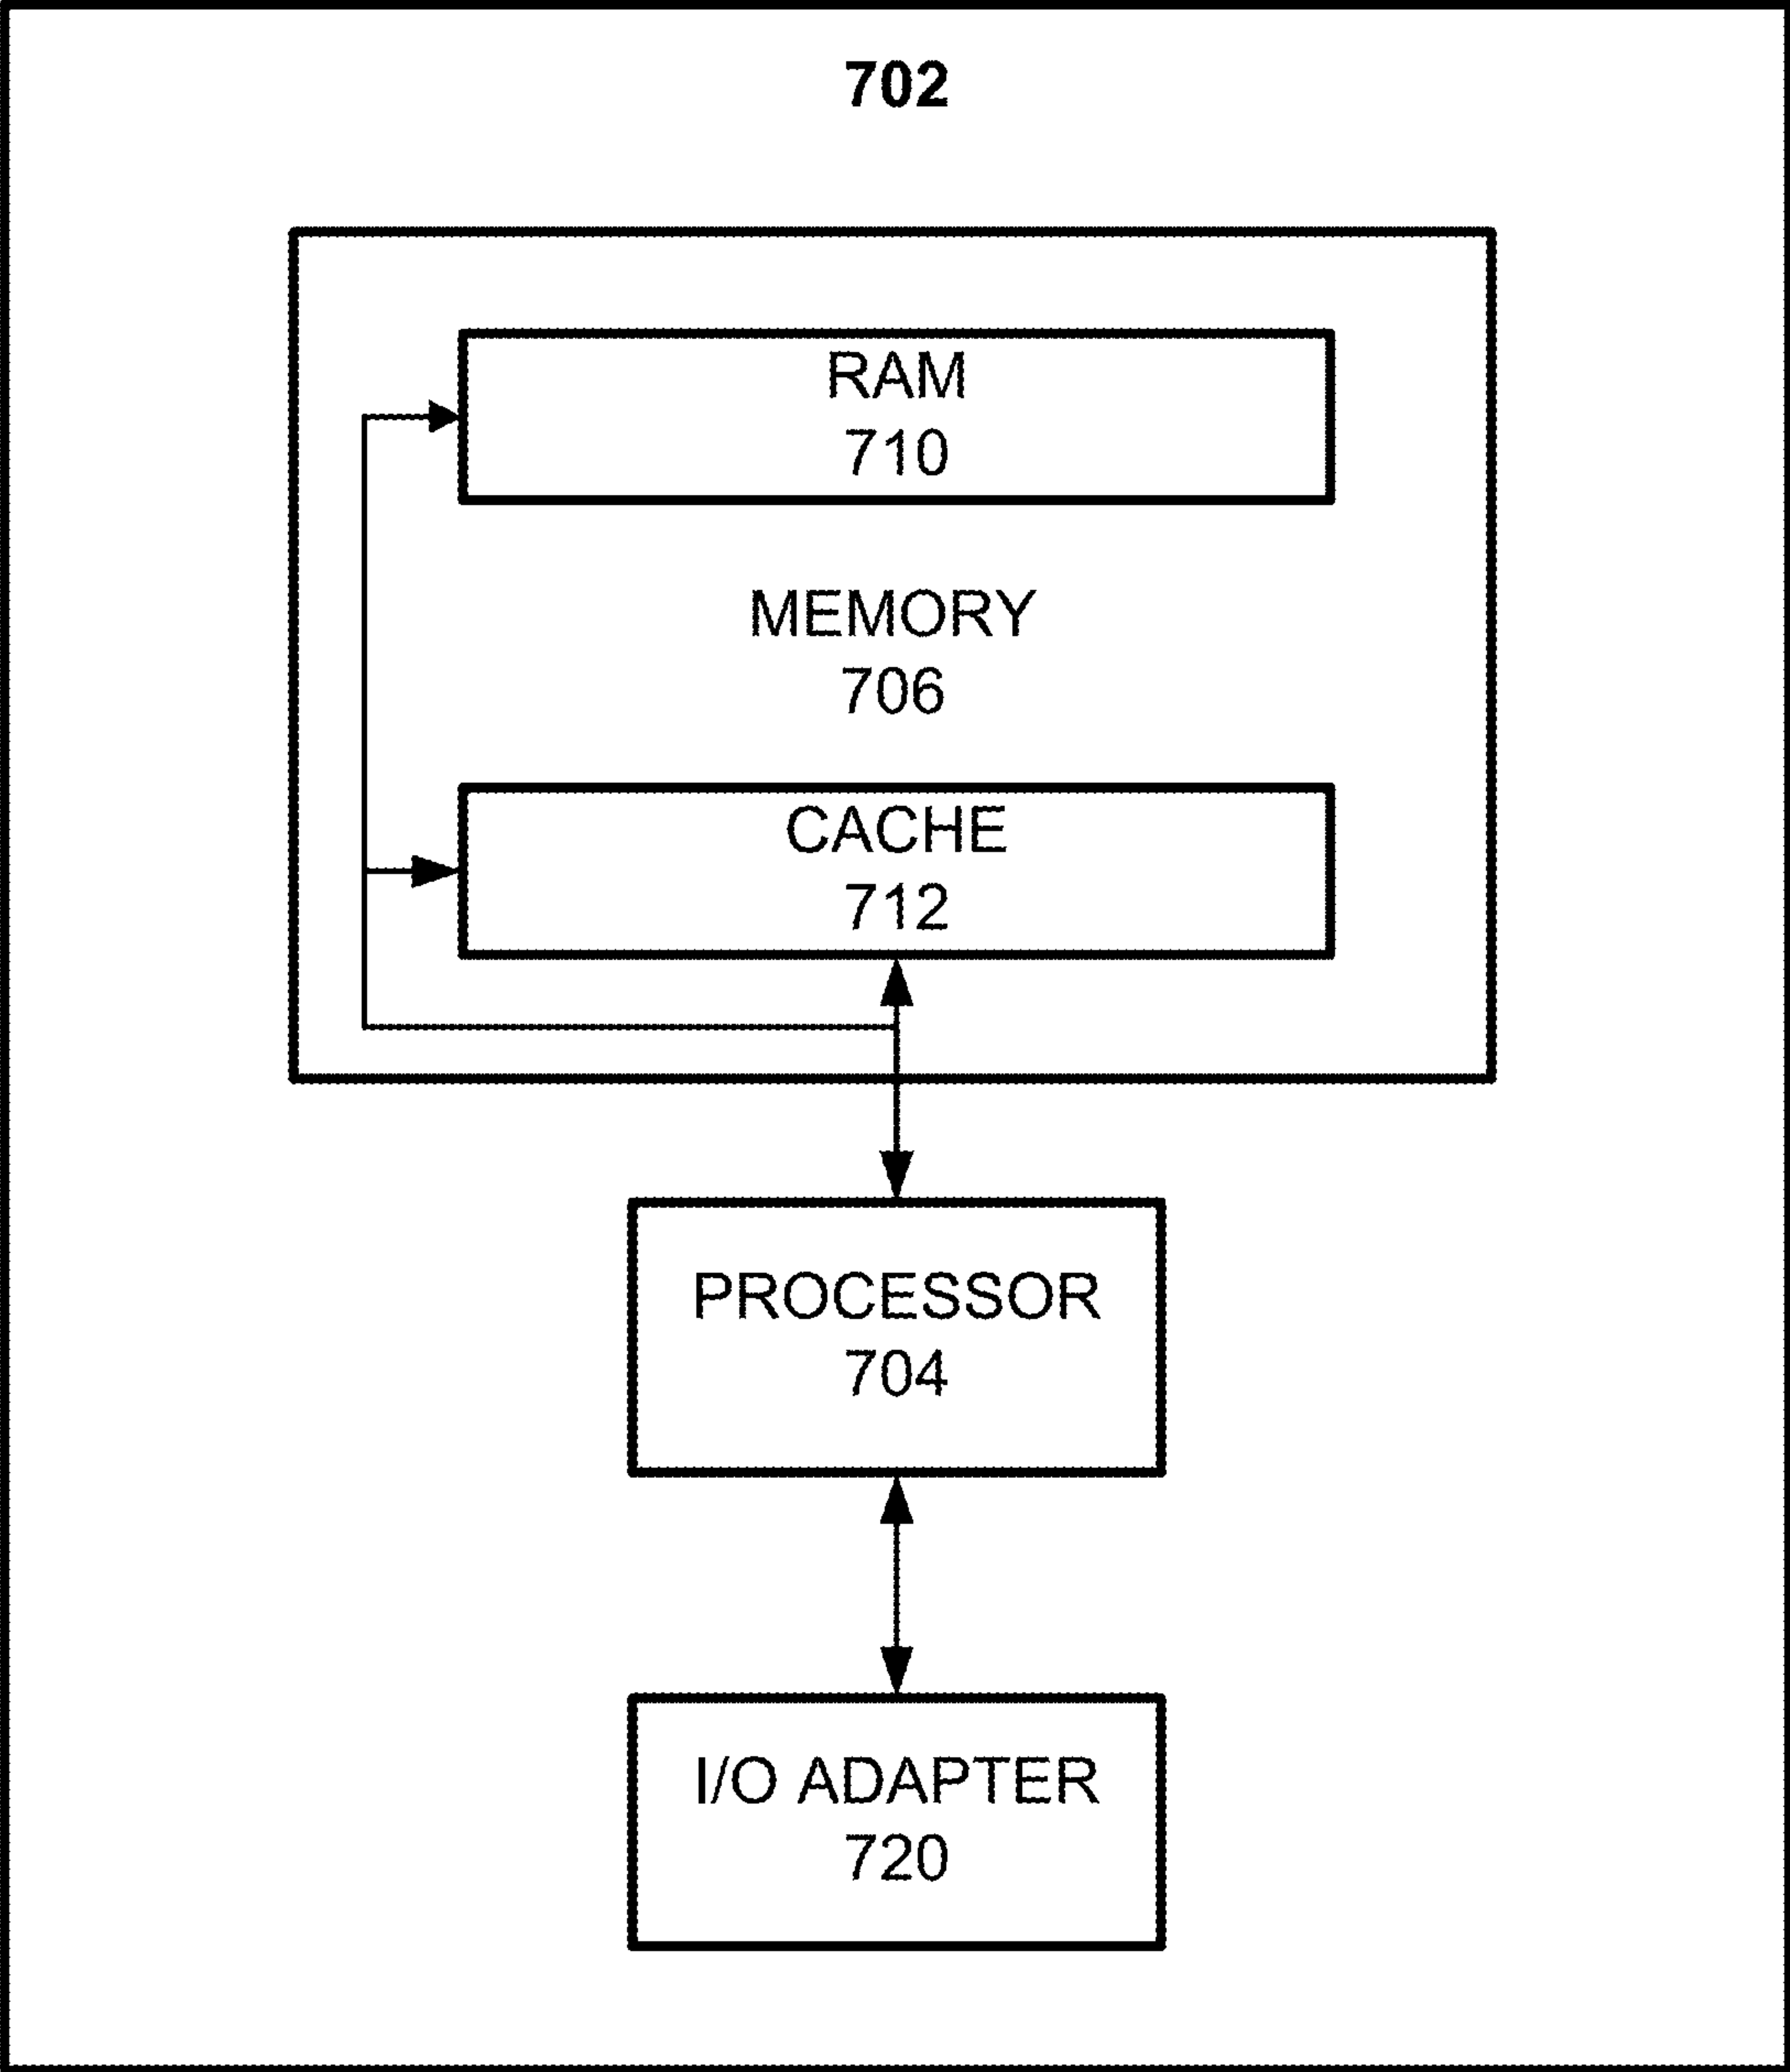 702
RAM
710
MEMORY
706
CACHE
712
PROCESSOR
704
I/O ADAPTER
720